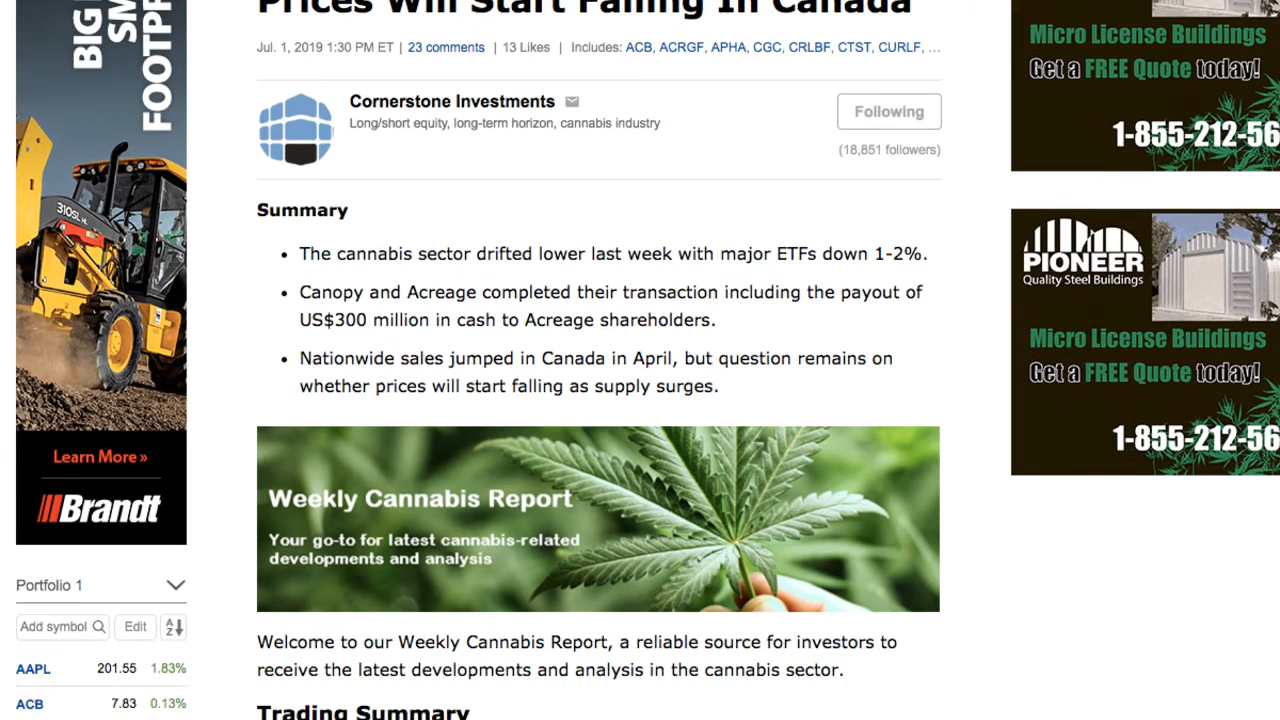 Prices Will Start Falling In Canada
Jul. 1, 2019 1:30 PM ET | 23 comments | 13 Likes | Includes: ACB, ACRGF, APHA, CGC, CRLBF, CTST, CURLF, …
Cornerstone Investments
Long/short equity, long-term horizon, cannabis industry
Following
(18,851 followers)
Summary
• The cannabis sector drifted lower last week with major ETFs down 1-2%.
• Canopy and Acreage completed their transaction including the payout of
US$300 million in cash to Acreage shareholders.
• Nationwide sales jumped in Canada in April, but question remains on
whether prices will start falling as supply surges.
Weekly Cannabis Report
Your go-to for latest cannabis-related
developments and analysis
Welcome to our Weekly Cannabis Report, a reliable source for investors to
receive the latest developments and analysis in the cannabis sector.
Trading Summary
BIG
SM
FOOTPR
310SL HL
Learn More »
Brandt
Portfolio 1
Add symbol
Edit
A
Z
AAPL 201.55 1.83%
ACB 7.83 0.13%
Micro License Buildings
Get a FREE Quote today!
1-855-212-56
PIONEER
Quality Steel Buildings
Micro License Buildings
Get a FREE Quote today!
1-855-212-56